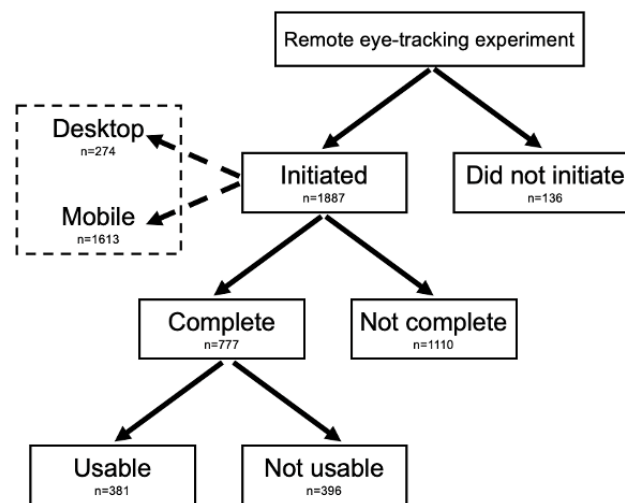 Remote eye-tracking experiment
Desktop
n=274
Mobile
n=1613
Initiated
n=1887
Did not initiate
n=136
Complete
n=777
Not complete
n=1110
Usable
n=381
Not usable
n=396